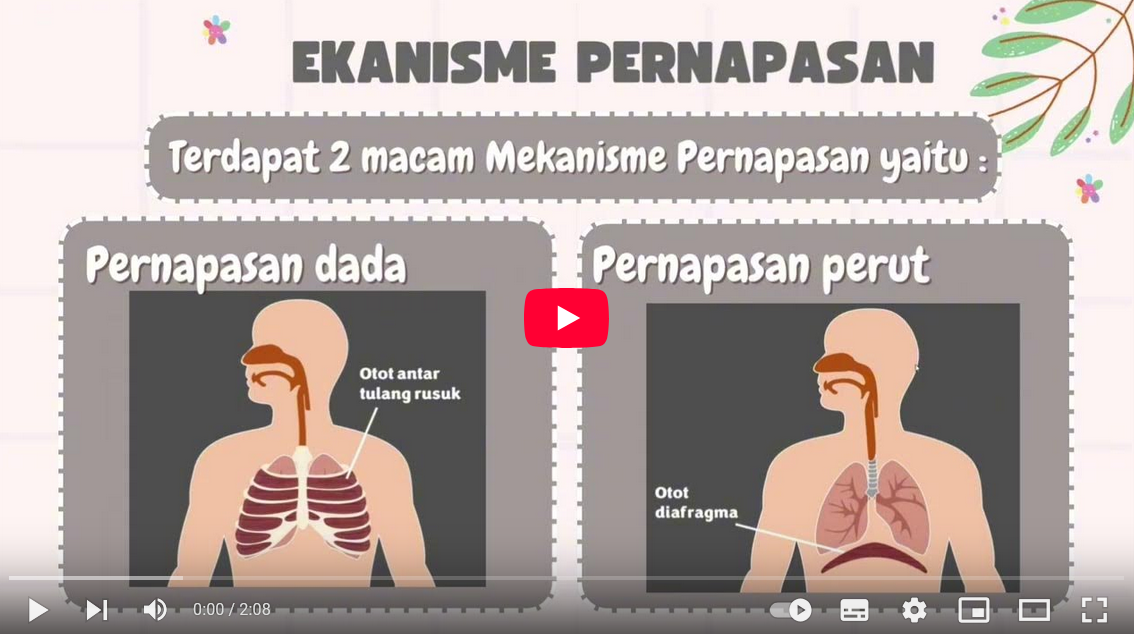 EKANISME PERNAPASAN
Terdapat 2 macam Mekanisme Pernapasan yaitu :
Pernapasan dada
Otot antar
tulang rusuk
Pernapasan perut
Otot
diafragma
0:00 / 2:08